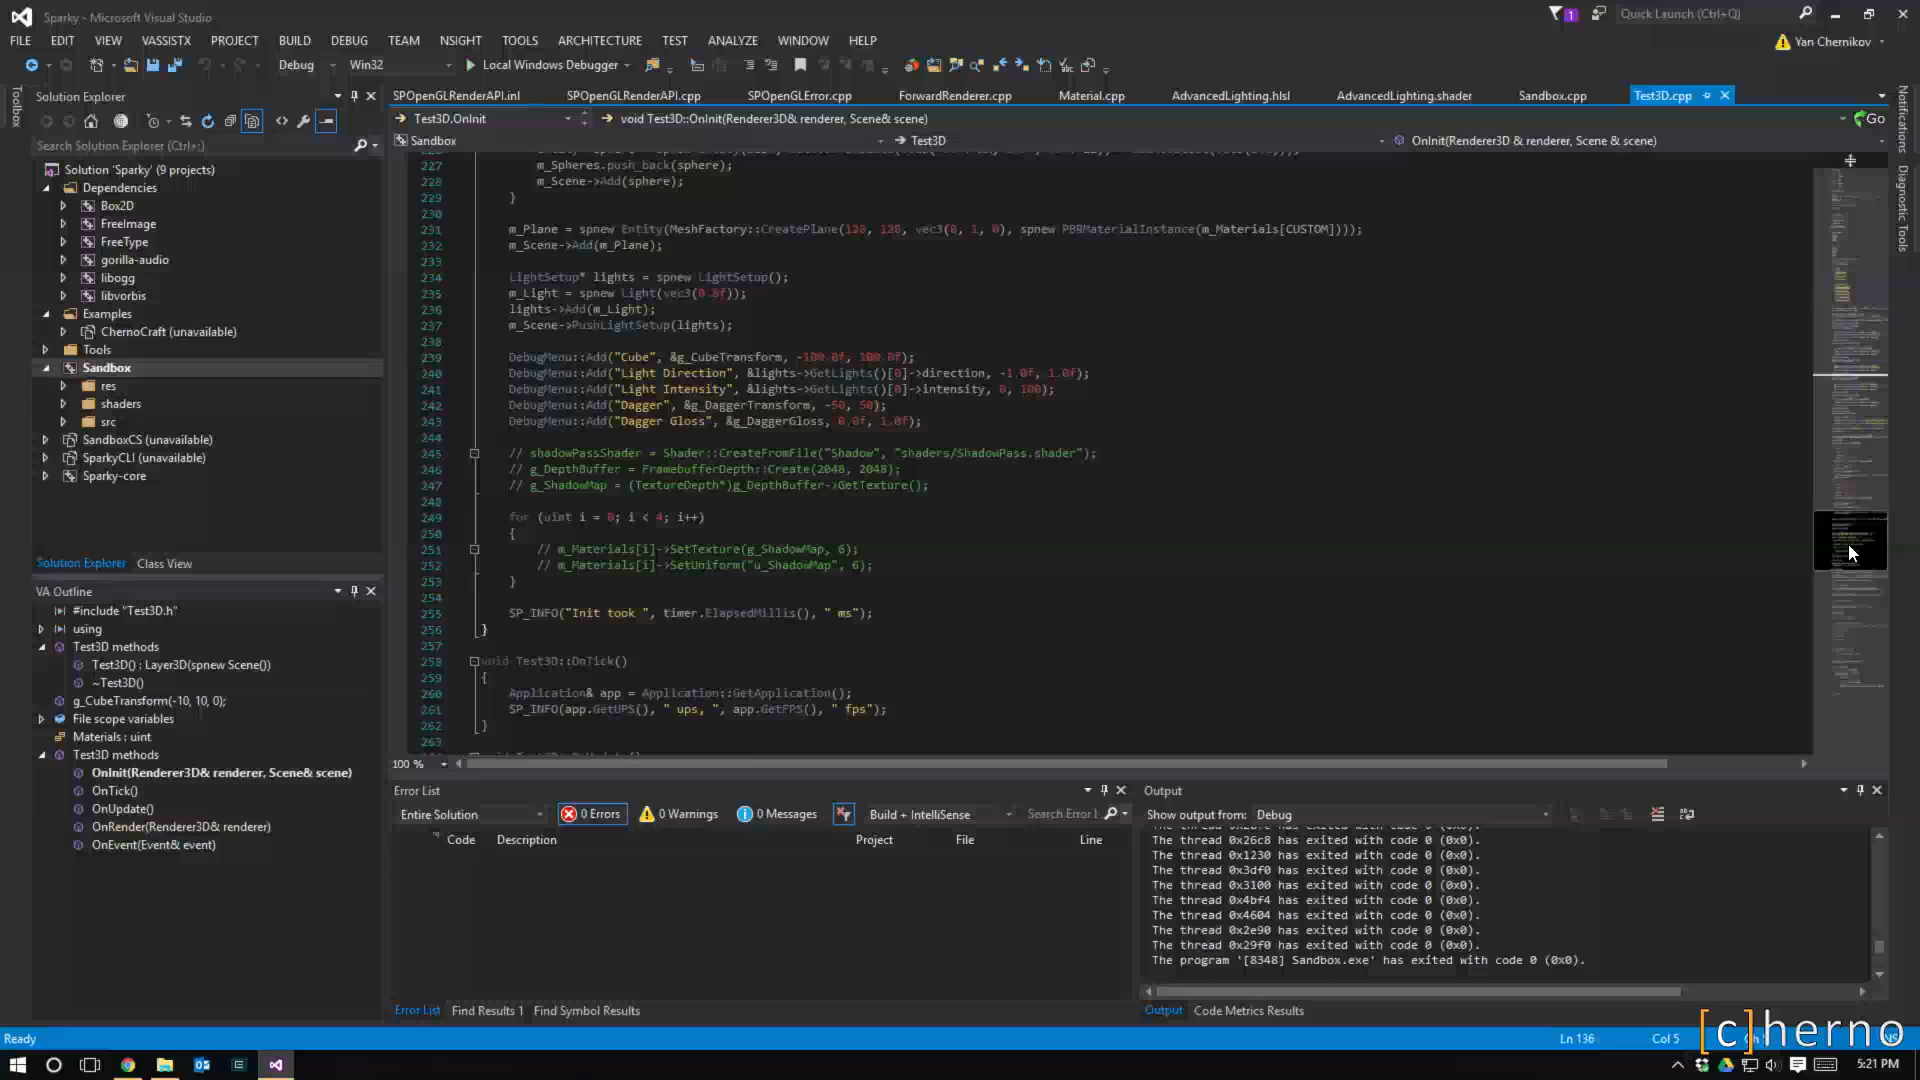 Sparky - Microsoft Visual Studio
1
Quick Launch (Ctrl+Q)
FILE EDIT VIEW VASSISTX PROJECT BUILD DEBUG TEAM NSIGHT TOOLS ARCHITECTURE TEST ANALYZE WINDOW HELP
Yan Chernikov
Debug Win32 Local Windows Debugger
Toolbox
Solution Explorer
Search Solution Explorer (Ctrl+;)
Solution 'Sparky' (9 projects)
Dependencies
Box2D
FreeImage
FreeType
gorilla-audio
libogg
libvorbis
Examples
ChernoCraft (unavailable)
Tools
Sandbox
res
shaders
src
SandboxCS (unavailable)
SparkyCLI (unavailable)
Sparky-core
Solution Explorer Class View
VA Outline
#include "Test3D.h"
using
Test3D methods
Test3D() : Layer3D(spnew Scene())
~Test3D()
g_CubeTransform(-10, 10, 0);
File scope variables
Materials : uint
Test3D methods
OnInit(Renderer3D& renderer, Scene& scene)
OnTick()
OnUpdate()
OnRender(Renderer3D& renderer)
OnEvent(Event& event)
SPOpenGLRenderAPI.inl SPOpenGLRenderAPI.cpp SPOpenGLError.cpp ForwardRenderer.cpp Material.cpp AdvancedLighting.hlsl AdvancedLighting.shader Sandbox.cpp Test3D.cpp
Test3D.OnInit void Test3D::OnInit(Renderer3D& renderer, Scene& scene) Go
Sandbox Test3D OnInit(Renderer3D & renderer, Scene & scene)
227 m_Spheres.push_back(sphere);
228 m_Scene->Add(sphere);
229 }
230
231 m_Plane = spnew Entity(MeshFactory::CreatePlane(128, 128, vec3(0, 1, 0), spnew PBRMaterialInstance(m_Materials[CUSTOM])));
232 m_Scene->Add(m_Plane);
233
234 LightSetup* lights = spnew LightSetup();
235 m_Light = spnew Light(vec3(0.8f));
236 lights->Add(m_Light);
237 m_Scene->PushLightSetup(lights);
238
239 DebugMenu::Add("Cube", &g_CubeTransform, -100.0f, 100.0f);
240 DebugMenu::Add("Light Direction", &lights->GetLights()[0]->direction, -1.0f, 1.0f);
241 DebugMenu::Add("Light Intensity", &lights->GetLights()[0]->intensity, 0, 100);
242 DebugMenu::Add("Dagger", &g_DaggerTransform, -50, 50);
243 DebugMenu::Add("Dagger Gloss", &g_DaggerGloss, 0.0f, 1.0f);
244
245 // shadowPassShader = Shader::CreateFromFile("Shadow", "shaders/ShadowPass.shader");
246 // g_DepthBuffer = FramebufferDepth::Create(2048, 2048);
247 // g_ShadowMap = (TextureDepth*)g_DepthBuffer->GetTexture();
248
249 for (uint i = 0; i < 4; i++)
250 {
251 // m_Materials[i]->SetTexture(g_ShadowMap, 6);
252 // m_Materials[i]->SetUniform("u_ShadowMap", 6);
253 }
254
255 SP_INFO("Init took ", timer.ElapsedMillis(), " ms");
256 }
257
258 void Test3D::OnTick()
259 {
260 Application& app = Application::GetApplication();
261 SP_INFO(app.GetUPS(), " ups, ", app.GetFPS(), " fps");
262 }
263
100 %
Notifications
Diagnostic Tools
Error List
Entire Solution 0 Errors 0 Warnings 0 Messages Build + IntelliSense Search Error l
Code Description Project File Line
Error List Find Results 1 Find Symbol Results
Output
Show output from: Debug
The thread 0x26c8 has exited with code 0 (0x0).
The thread 0x1230 has exited with code 0 (0x0).
The thread 0x3df0 has exited with code 0 (0x0).
The thread 0x3100 has exited with code 0 (0x0).
The thread 0x4bf4 has exited with code 0 (0x0).
The thread 0x4604 has exited with code 0 (0x0).
The thread 0x2e90 has exited with code 0 (0x0).
The thread 0x29f0 has exited with code 0 (0x0).
The program '[8348] Sandbox.exe' has exited with code 0 (0x0).
Output Code Metrics Results
Ready Ln 136 Col 5
[c]herno
5:21 PM